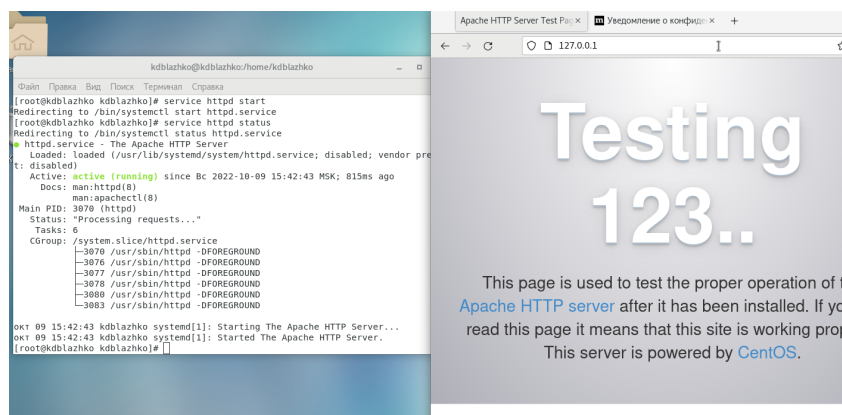 kdblazhko@kdblazhko:/home/kdblazhko
Файл Правка Вид Поиск Терминал Справка
[root@kdblazhko kdblazhko]# service httpd start
Redirecting to /bin/systemctl start httpd.service
[root@kdblazhko kdblazhko]# service httpd status
Redirecting to /bin/systemctl status httpd.service
● httpd.service - The Apache HTTP Server
Loaded: loaded (/usr/lib/systemd/system/httpd.service; disabled; vendor pre
t: disabled)
Active: active (running) since Вс 2022-10-09 15:42:43 MSK; 815ms ago
Docs: man:httpd(8)
man:apachectl(8)
Main PID: 3070 (httpd)
Status: "Processing requests..."
Tasks: 6
CGroup: /system.slice/httpd.service
├─3070 /usr/sbin/httpd -DFOREGROUND
├─3076 /usr/sbin/httpd -DFOREGROUND
├─3077 /usr/sbin/httpd -DFOREGROUND
├─3078 /usr/sbin/httpd -DFOREGROUND
├─3080 /usr/sbin/httpd -DFOREGROUND
└─3083 /usr/sbin/httpd -DFOREGROUND
окт 09 15:42:43 kdblazhko systemd[1]: Starting The Apache HTTP Server...
окт 09 15:42:43 kdblazhko systemd[1]: Started The Apache HTTP Server.
[root@kdblazhko kdblazhko]#
Apache HTTP Server Test Pag
m Уведомление о конфиден
127.0.0.1
Testing
123..
This page is used to test the proper operation of t
Apache HTTP server after it has been installed. If yo
read this page it means that this site is working prop
This server is powered by CentOS.